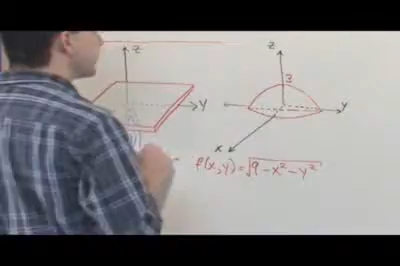 z
z
3
y
y
x
f(x,y)=√9-x²-y²